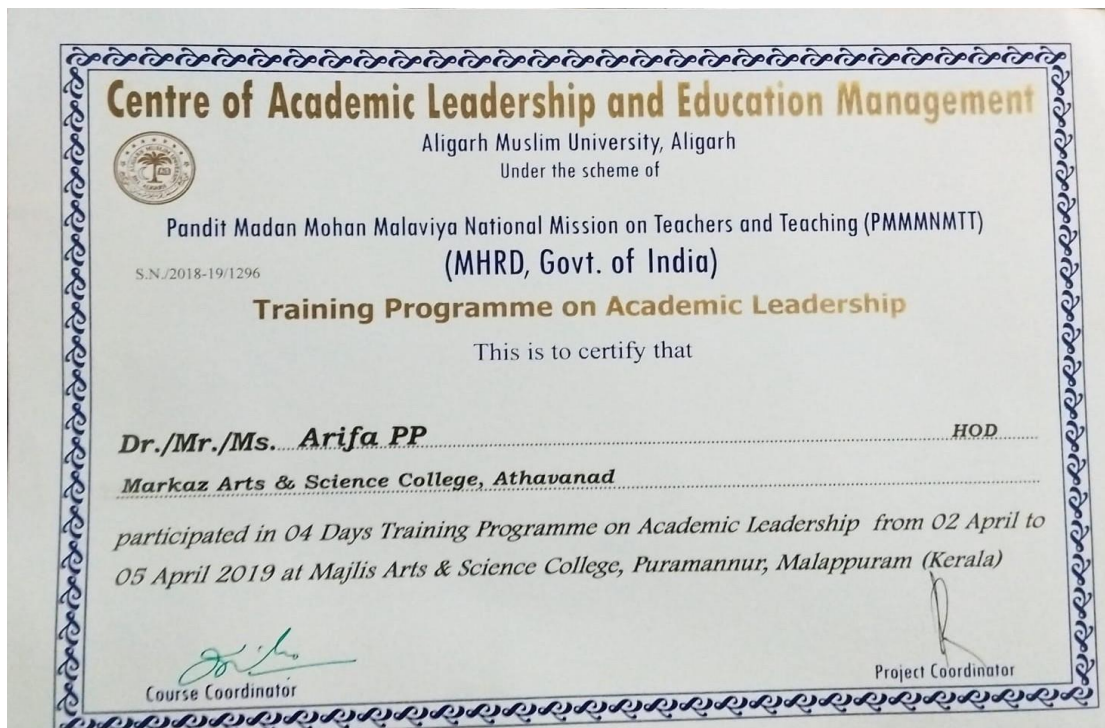 Centre of Academic Leadership and Education Management
Aligarh Muslim University, Aligarh
Under the scheme of
Pandit Madan Mohan Malaviya National Mission on Teachers and Teaching (PMMMNMTT)
(MHRD, Govt. of India)
S.N./2018-19/1296
Training Programme on Academic Leadership
This is to certify that
Dr./Mr./Ms. Arifa PP HOD
Markaz Arts & Science College, Athavanad
participated in 04 Days Training Programme on Academic Leadership from 02 April to
05 April 2019 at Majlis Arts & Science College, Puramannur, Malappuram (Kerala)
Course Coordinator
Project Coordinator